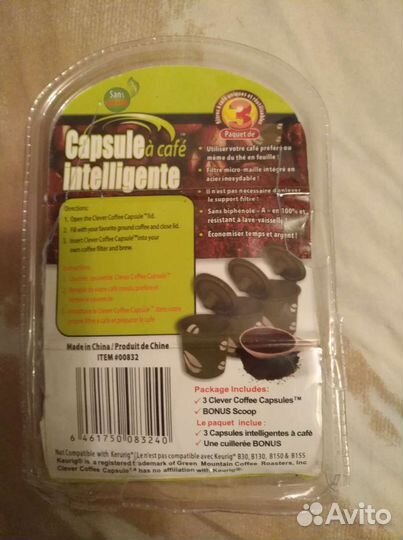 Sans
Capsule à café™
intelligente
3
Paquet de
• Utiliser votre café préféré ou
même du thé en feuille !
• Filtre micro-maille intégré en
acier inoxydable !
• Il n'est pas nécessaire d'enlever
le support filtre !
• Sans biphénole – A – en 100% et
résistant à lave-vaisselle !
• Économiser temps et argent !
Directions:
1. Open the Clever Coffee Capsule™ lid.
2. Fill with your favorite ground coffee and close lid.
3. Insert Clever Coffee Capsule™ into your
own coffee filter and brew.
Instructions:
Made in China / Produit de Chine
ITEM #00832
6 461750 083240
Package Includes:
✓ 3 Clever Coffee Capsules™
✓ BONUS Scoop
Le paquet inclue :
✓ 3 Capsules intelligentes à café
✓ Une cuillerée BONUS
Not Compatible with Keurig®/Le n'est pas compatible avec Keurig® B30, B130, B150 & B155
Keurig® is a registered trademark of Green Mountain Coffee Roasters, Inc
Clever Coffee Capsule™ has no affiliation with Keurig®.
Avito